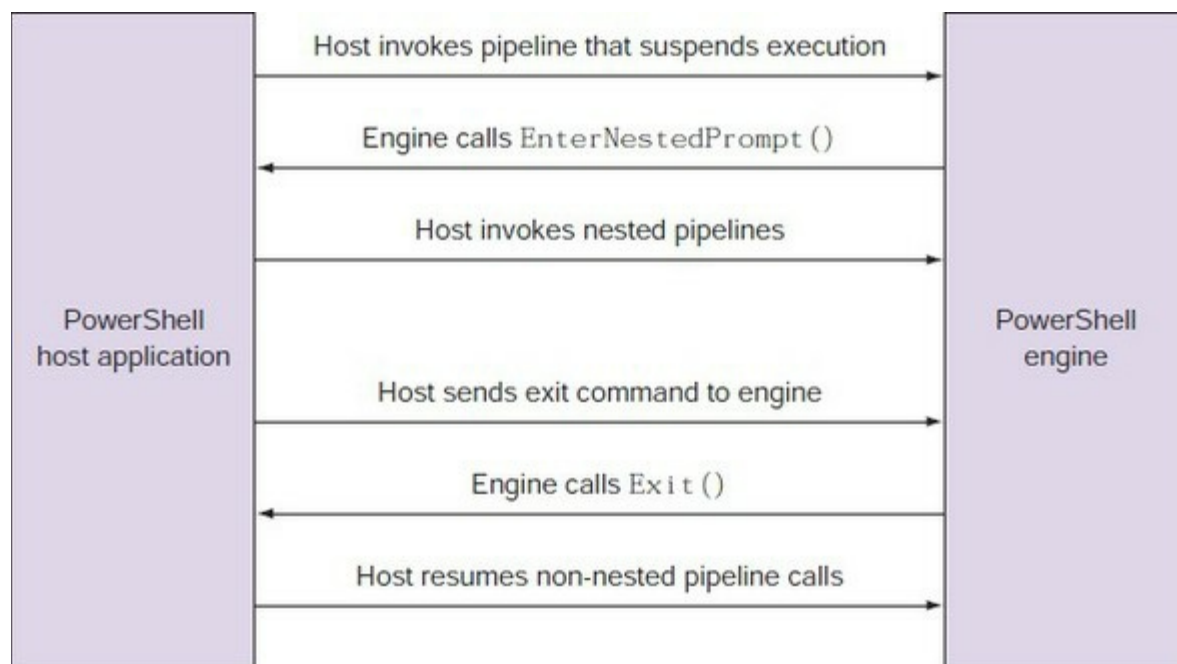 Host invokes pipeline that suspends execution
Engine calls EnterNestedPrompt()
Host invokes nested pipelines
PowerShell
host application
PowerShell
engine
Host sends exit command to engine
Engine calls Exit()
Host resumes non-nested pipeline calls